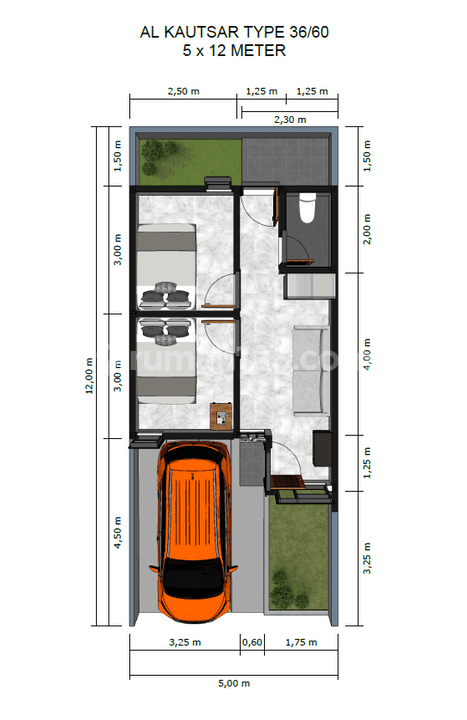 AL KAUTSAR TYPE 36/60
5 x 12 METER
2,50 m
1,25 m
1,25 m
2,30 m
1,50 m
1,50 m
3,00 m
2,00 m
12,00 m
3,00 m
4,00 m
1,25 m
4,50 m
3,25 m
3,25 m
0,60
1,75 m
5,00 m